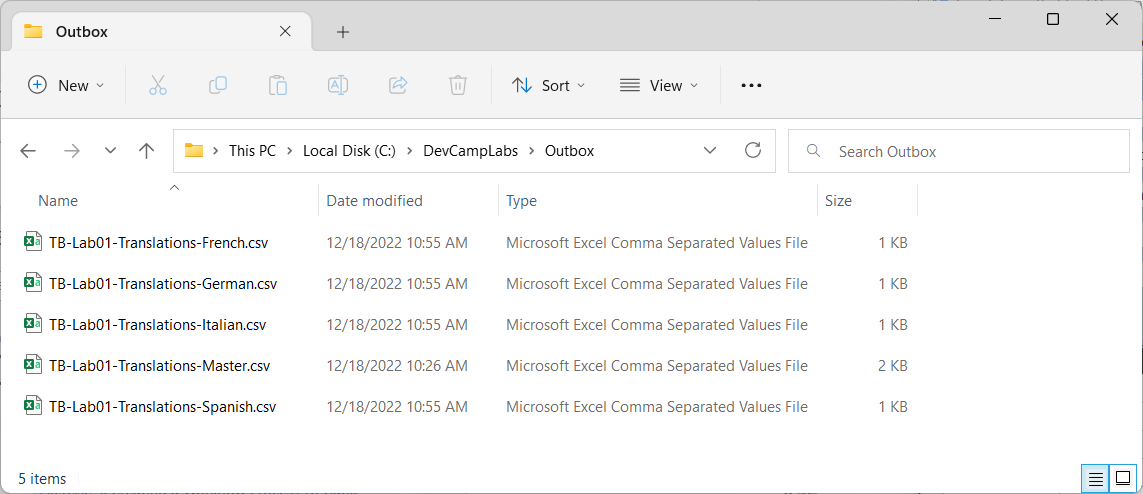 Outbox
New Sort View
This PC Local Disk (C:) DevCampLabs Outbox Search Outbox
Name Date modified Type Size
TB-Lab01-Translations-French.csv 12/18/2022 10:55 AM Microsoft Excel Comma Separated Values File 1 KB
TB-Lab01-Translations-German.csv 12/18/2022 10:55 AM Microsoft Excel Comma Separated Values File 1 KB
TB-Lab01-Translations-Italian.csv 12/18/2022 10:55 AM Microsoft Excel Comma Separated Values File 1 KB
TB-Lab01-Translations-Master.csv 12/18/2022 10:26 AM Microsoft Excel Comma Separated Values File 2 KB
TB-Lab01-Translations-Spanish.csv 12/18/2022 10:55 AM Microsoft Excel Comma Separated Values File 1 KB
5 items